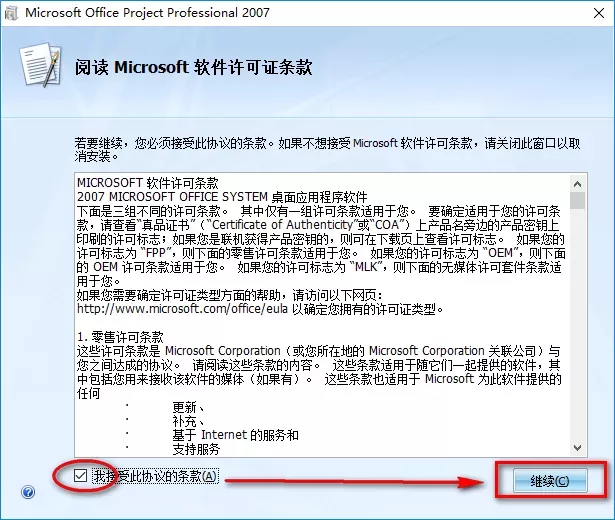 Microsoft Office Project Professional 2007
阅读 Microsoft 软件许可证条款
若要继续，您必须接受此协议的条款。如果不想接受 Microsoft 软件许可条款，请关闭此窗口以取
消安装。
MICROSOFT 软件许可条款
2007 MICROSOFT OFFICE SYSTEM 桌面应用程序软件
下面是三组不同的许可条款。 其中仅有一组许可条款适用于您。 要确定适用于您的许可条
款，请查看“真品证书”（“Certificate of Authenticity”或“COA”）上产品名旁边的产品密钥上
印刷的许可标志；如果您是联机获得产品密钥的，则可在下载页上查看许可标志。 如果您的
许可标志为 “FPP”，则下面的零售许可条款适用于您。 如果您的许可标志为 “OEM”，则下面
的 OEM 许可条款适用于您。 如果您的许可标志为 “MLK”，则下面的无媒体许可套件条款适
用于您。
如果您需要确定许可证类型方面的帮助，请访问以下网页：
http://www.microsoft.com/office/eula 以确定您拥有的许可证类型。
1. 零售许可条款
这些许可条款是 Microsoft Corporation（或您所在地的 Microsoft Corporation 关联公司）与
您之间达成的协议。 请阅读这些条款的内容。 这些条款适用于随它们一起提供的软件，其
中包括您用来接收该软件的媒体（如果有）。 这些条款也适用于 Microsoft 为此软件提供的
任何
· 更新、
· 补充、
· 基于 Internet 的服务和
· 支持服务
我接受此协议的条款(A)
继续(C)